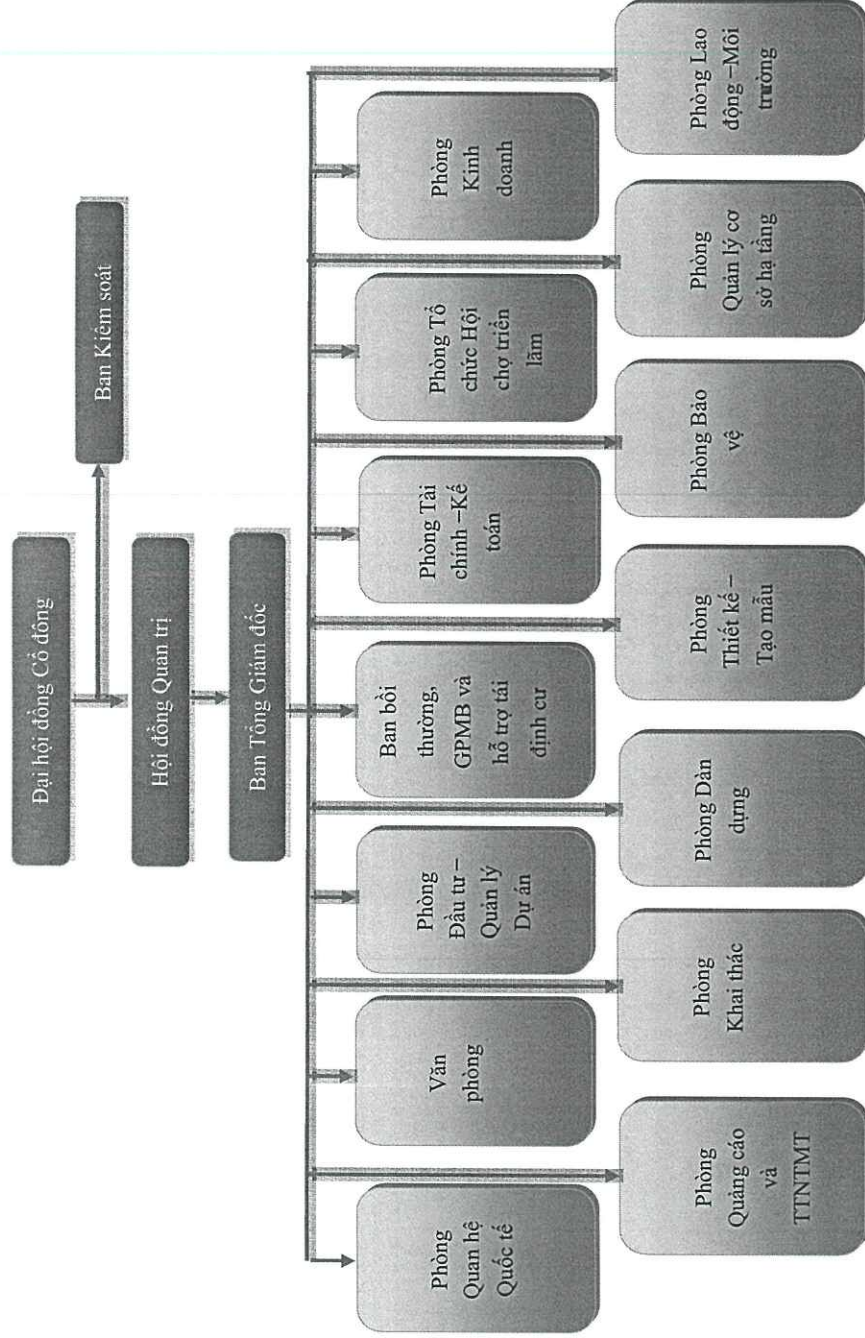 Đại hội đồng Cổ đông
Ban Kiểm soát
Hội đồng Quản trị
Ban Tổng Giám đốc
Phòng
Quan hệ
Quốc tế
Văn
phòng
Phòng
Đầu tư –
Quản lý
Dự án
Ban bồi
thường,
GPMB và
hỗ trợ tái
định cư
Phòng Tài
chính –Kế
toán
Phòng Tổ
chức Hội
chợ triển
lãm
Phòng
Kinh
doanh
Phòng
Quảng cáo
và
TTNTMT
Phòng
Khai thác
Phòng Dàn
dựng
Phòng
Thiết kế –
Tạo mẫu
Phòng Bảo
vệ
Phòng
Quản lý cơ
sở hạ tầng
Phòng Lao
động –Môi
trường